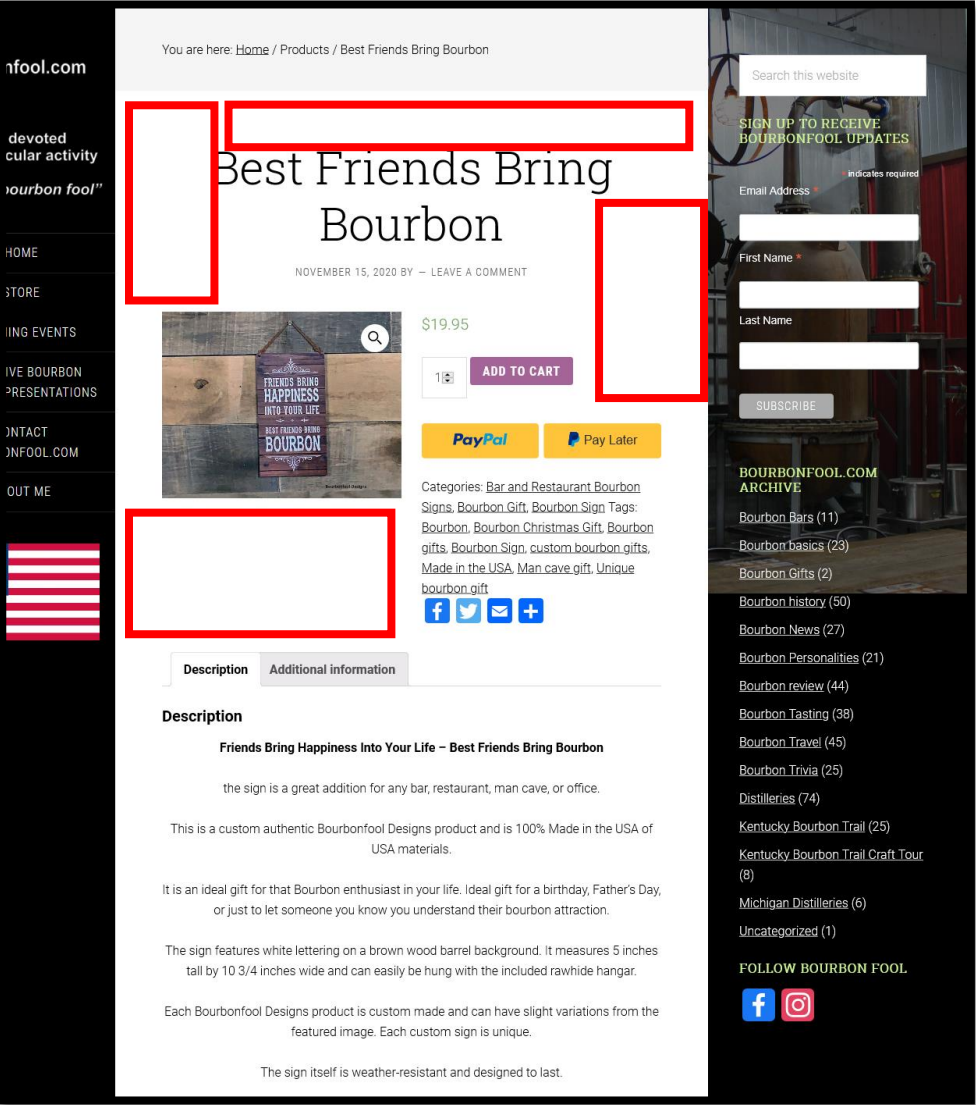 nfool.com
devoted
cular activity
bourbon fool”
HOME
STORE
ING EVENTS
IVE BOURBON
PRESENTATIONS
ONTACT
ONFOOL.COM
OUT ME
You are here: Home / Products / Best Friends Bring Bourbon
Best Friends Bring
Bourbon
NOVEMBER 15, 2020 BY — LEAVE A COMMENT
FRIENDS BRING
HAPPINESS
INTO YOUR LIFE
BEST FRIENDS BRING
BOURBON
Bourbonfool designs
$19.95
1
ADD TO CART
PayPal
Pay Later
Categories: Bar and Restaurant Bourbon
Signs, Bourbon Gift, Bourbon Sign Tags:
Bourbon, Bourbon Christmas Gift, Bourbon
gifts, Bourbon Sign, custom bourbon gifts,
Made in the USA, Man cave gift, Unique
bourbon gift
Description
Additional information
Description
Friends Bring Happiness Into Your Life – Best Friends Bring Bourbon
the sign is a great addition for any bar, restaurant, man cave, or office.
This is a custom authentic Bourbonfool Designs product and is 100% Made in the USA of
USA materials.
It is an ideal gift for that Bourbon enthusiast in your life. Ideal gift for a birthday, Father’s Day,
or just to let someone you know you understand their bourbon attraction.
The sign features white lettering on a brown wood barrel background. It measures 5 inches
tall by 10 3/4 inches wide and can easily be hung with the included rawhide hangar.
Each Bourbonfool Designs product is custom made and can have slight variations from the
featured image. Each custom sign is unique.
The sign itself is weather-resistant and designed to last.
Search this website
SIGN UP TO RECEIVE
BOURBONFOOL UPDATES
* indicates required
Email Address *
First Name *
Last Name
SUBSCRIBE
BOURBONFOOL.COM
ARCHIVE
Bourbon Bars (11)
Bourbon basics (23)
Bourbon Gifts (2)
Bourbon history (50)
Bourbon News (27)
Bourbon Personalities (21)
Bourbon review (44)
Bourbon Tasting (38)
Bourbon Travel (45)
Bourbon Trivia (25)
Distilleries (74)
Kentucky Bourbon Trail (25)
Kentucky Bourbon Trail Craft Tour
(8)
Michigan Distilleries (6)
Uncategorized (1)
FOLLOW BOURBON FOOL